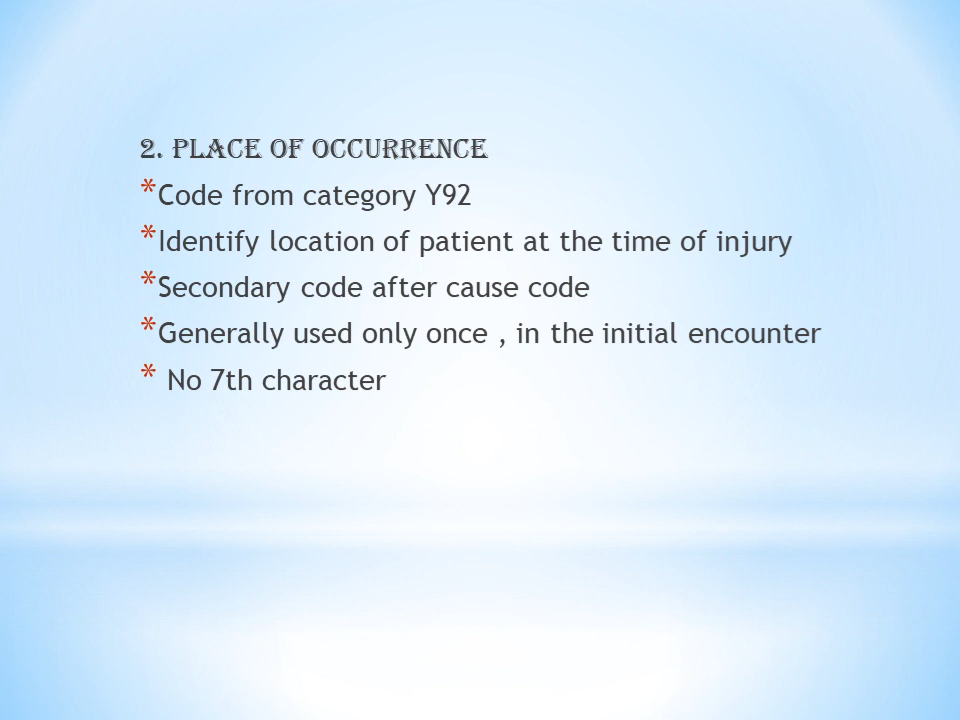 2. PLACE OF OCCURRENCE
*Code from category Y92
*Identify location of patient at the time of injury
*Secondary code after cause code
*Generally used only once , in the initial encounter
* No 7th character